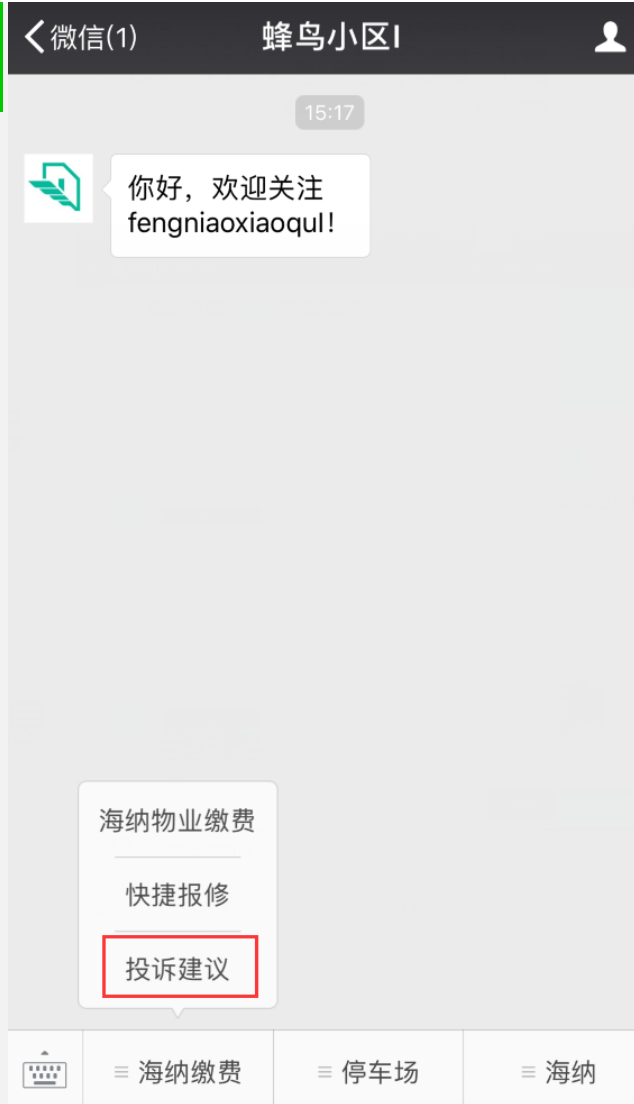 微信(1)
蜂鸟小区I
15:17
你好，欢迎关注
fengniaoxiaoquI!
海纳物业缴费
快捷报修
投诉建议
海纳缴费
停车场
海纳